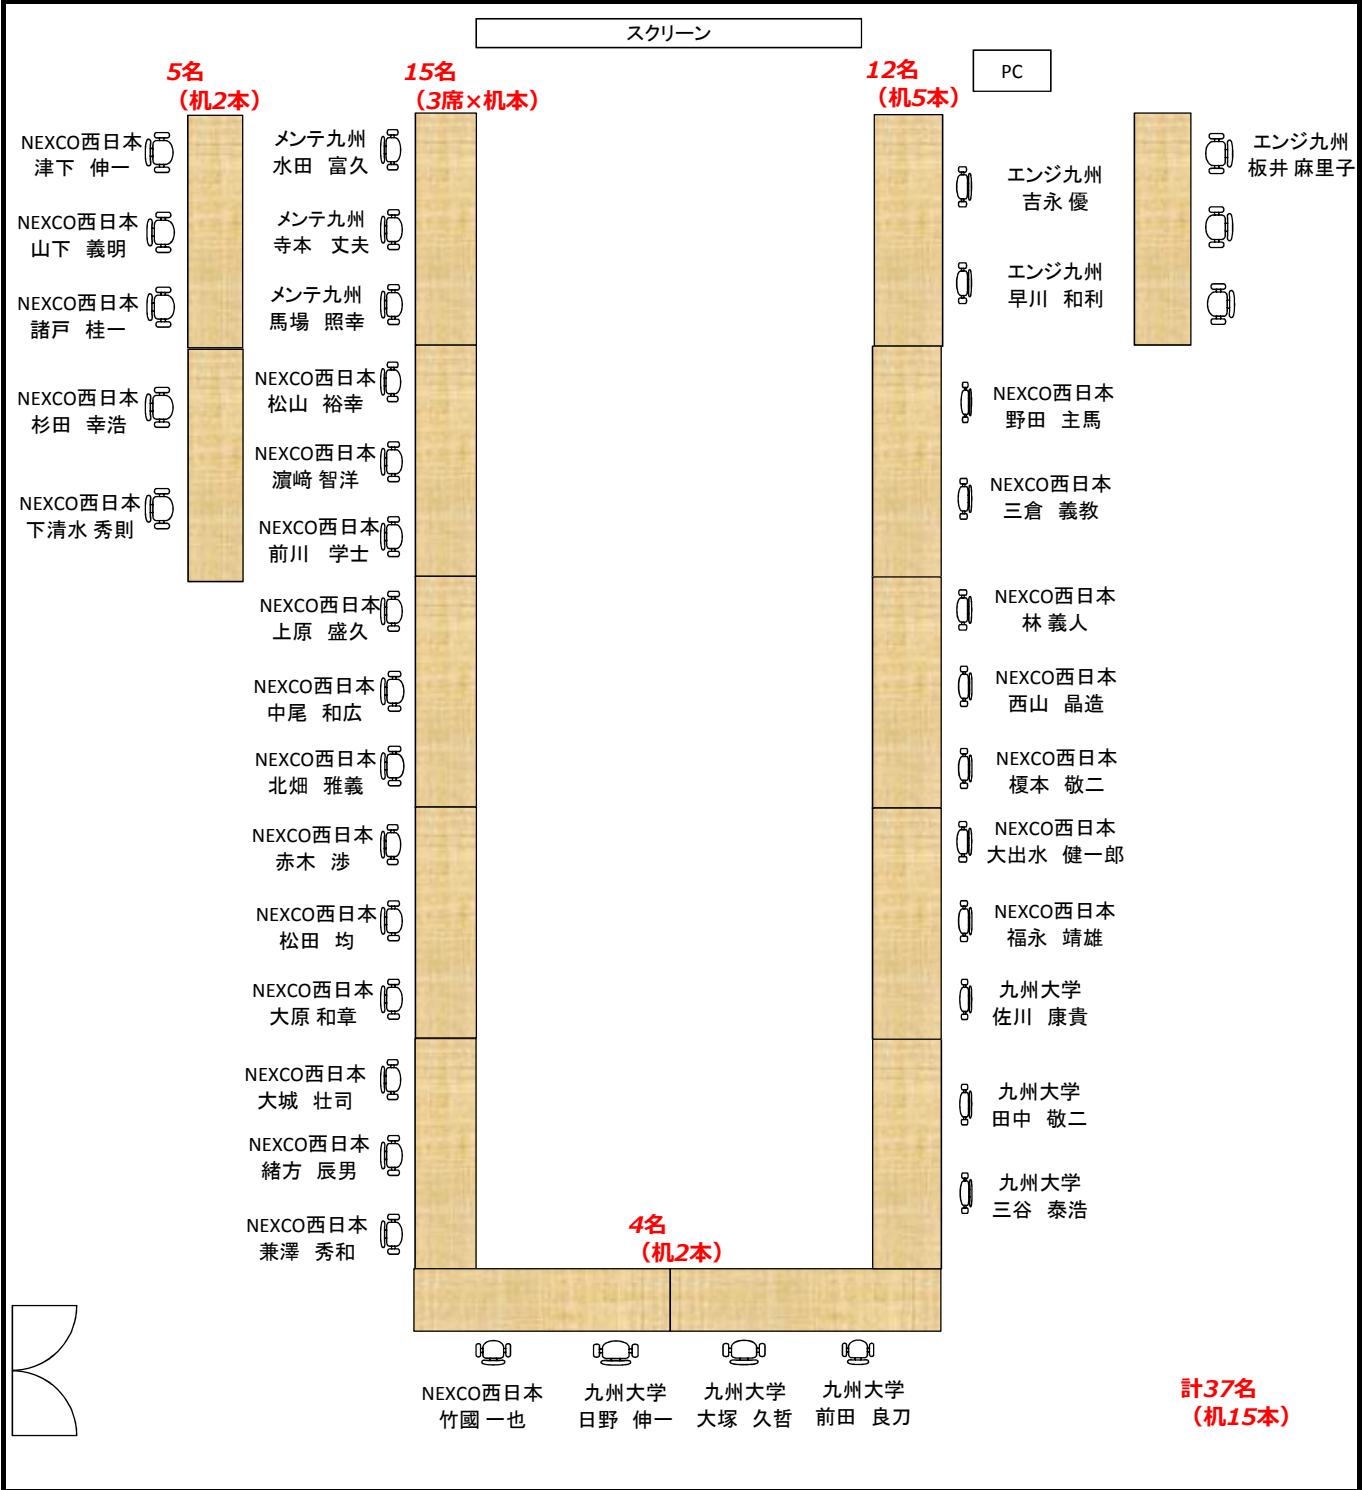 スクリーン
PC
5名
（机2本）
NEXCO西日本
津下 伸一
NEXCO西日本
山下 義明
NEXCO西日本
諸戸 桂一
NEXCO西日本
杉田 幸浩
NEXCO西日本
下清水 秀則
15名
（3席×机本）
メンテ九州
水田 富久
メンテ九州
寺本 丈夫
メンテ九州
馬場 照幸
NEXCO西日本
松山 裕幸
NEXCO西日本
濵﨑 智洋
NEXCO西日本
前川 学士
NEXCO西日本
上原 盛久
NEXCO西日本
中尾 和広
NEXCO西日本
北畑 雅義
NEXCO西日本
赤木 渉
NEXCO西日本
松田 均
NEXCO西日本
大原 和章
NEXCO西日本
大城 壮司
NEXCO西日本
緒方 辰男
NEXCO西日本
兼澤 秀和
12名
（机5本）
エンジ九州
吉永 優
エンジ九州
早川 和利
NEXCO西日本
野田 主馬
NEXCO西日本
三倉 義教
NEXCO西日本
林 義人
NEXCO西日本
西山 晶造
NEXCO西日本
榎本 敬二
NEXCO西日本
大出水 健一郎
NEXCO西日本
福永 靖雄
九州大学
佐川 康貴
九州大学
田中 敬二
九州大学
三谷 泰浩
エンジ九州
板井 麻里子
4名
（机2本）
NEXCO西日本
竹國 一也
九州大学
日野 伸一
九州大学
大塚 久哲
九州大学
前田 良刀
計37名
（机15本）